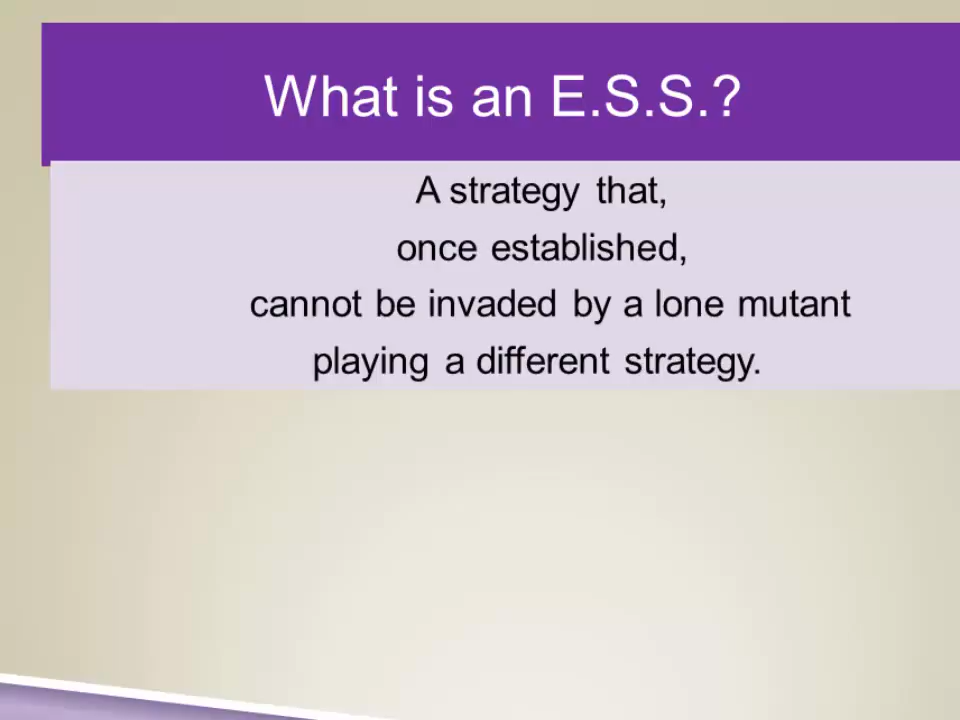 What is an E.S.S.?
A strategy that,
once established,
cannot be invaded by a lone mutant
playing a different strategy.